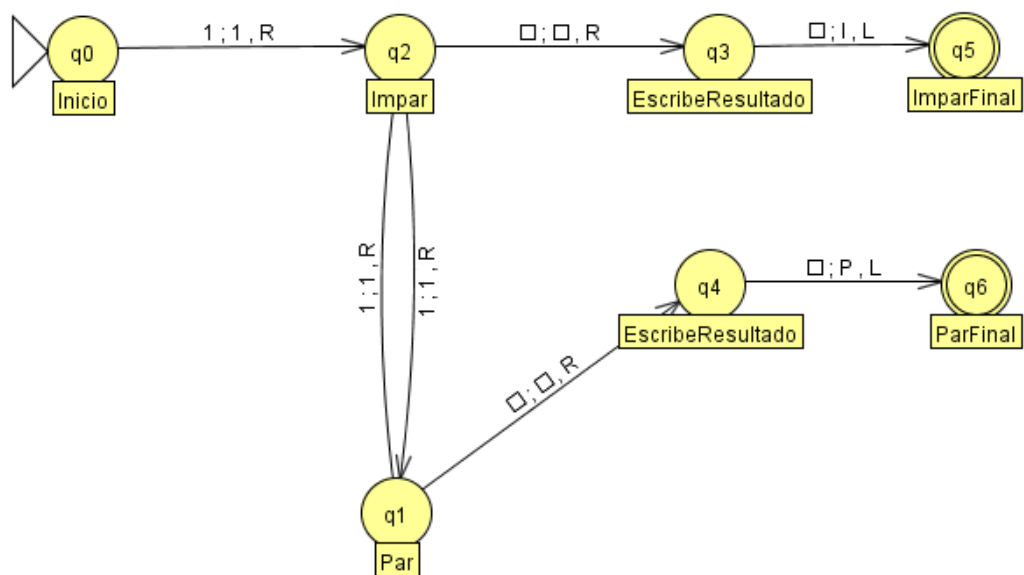 q0
Inicio
1 ; 1 , R
q2
Impar
□ ; □ , R
q3
EscribeResultado
□ ; I , L
q5
ImparFinal
1 ; 1 , R
1 ; 1 , R
q4
EscribeResultado
□ ; P , L
q6
ParFinal
□ ; □ , R
q1
Par